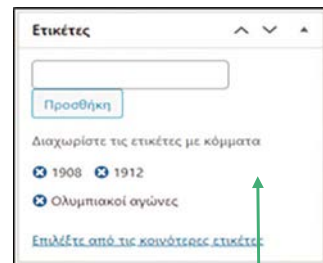 Ετικέτες
Προσθήκη
Διαχωρίστε τις ετικέτες με κόμματα
1908 1912
Ολυμπιακοί αγώνες
Επιλέξτε από τις κοινότερες ετικέτες